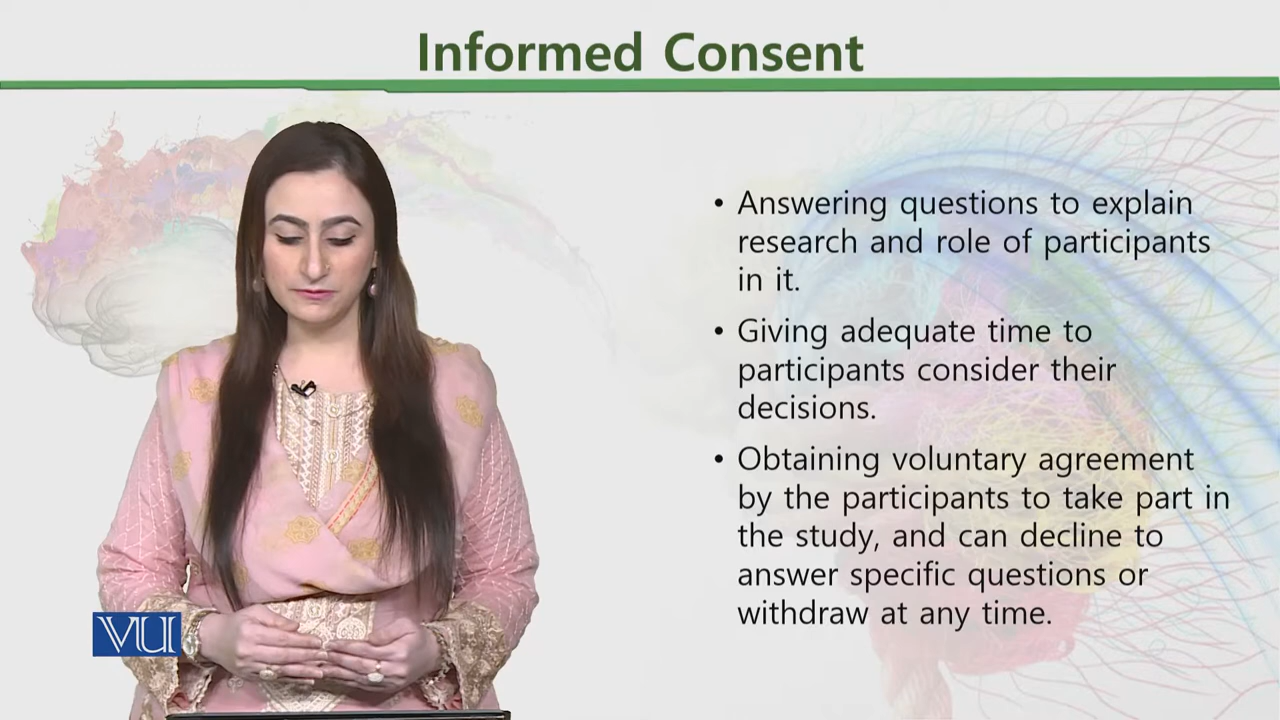 Informed Consent
• Answering questions to explain
research and role of participants
in it.
• Giving adequate time to
participants consider their
decisions.
• Obtaining voluntary agreement
by the participants to take part in
the study, and can decline to
answer specific questions or
withdraw at any time.
VU